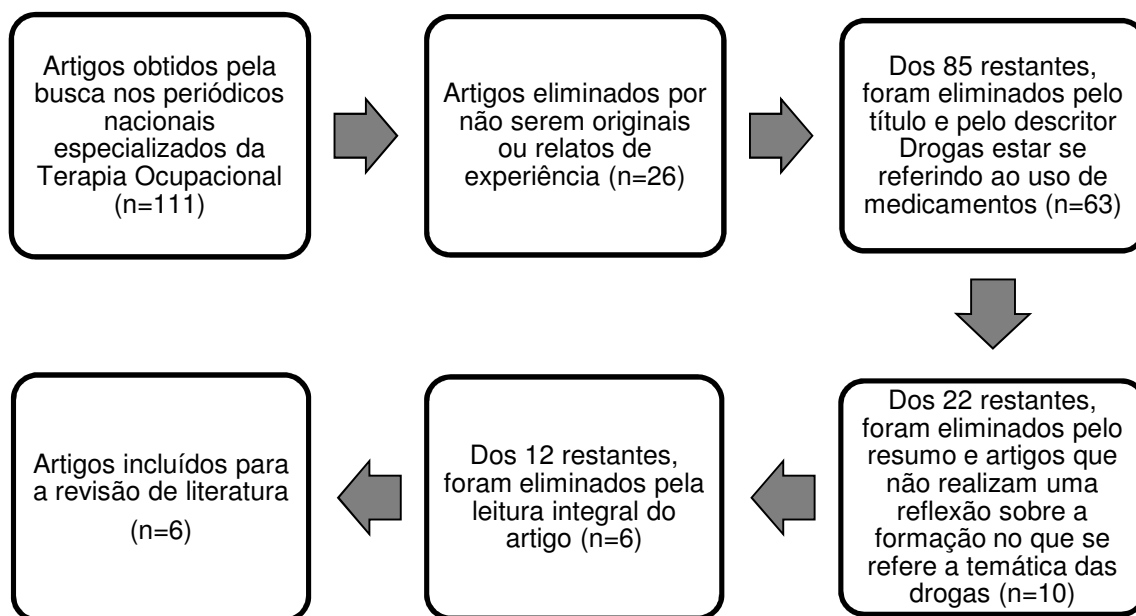 Artigos obtidos pela
busca nos periódicos
nacionais
especializados da
Terapia Ocupacional
(n=111)
Artigos eliminados por
não serem originais
ou relatos de
experiência (n=26)
Dos 85 restantes,
foram eliminados pelo
título e pelo descritor
Drogas estar se
referindo ao uso de
medicamentos (n=63)
Dos 22 restantes,
foram eliminados pelo
resumo e artigos que
não realizam uma
reflexão sobre a
formação no que se
refere a temática das
drogas (n=10)
Dos 12 restantes,
foram eliminados pela
leitura integral do
artigo (n=6)
Artigos incluídos para
a revisão de literatura
(n=6)